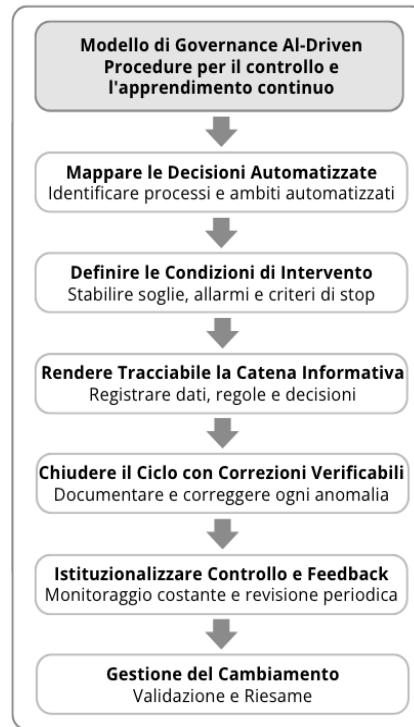 Modello di Governance AI-Driven
Procedure per il controllo e
l'apprendimento continuo
Mappare le Decisioni Automatizzate
Identificare processi e ambiti automatizzati
Definire le Condizioni di Intervento
Stabilire soglie, allarmi e criteri di stop
Rendere Tracciabile la Catena Informativa
Registrare dati, regole e decisioni
Chiudere il Ciclo con Correzioni Verificabili
Documentare e correggere ogni anomalia
Istituzionalizzare Controllo e Feedback
Monitoraggio costante e revisione periodica
Gestione del Cambiamento
Validazione e Riesame